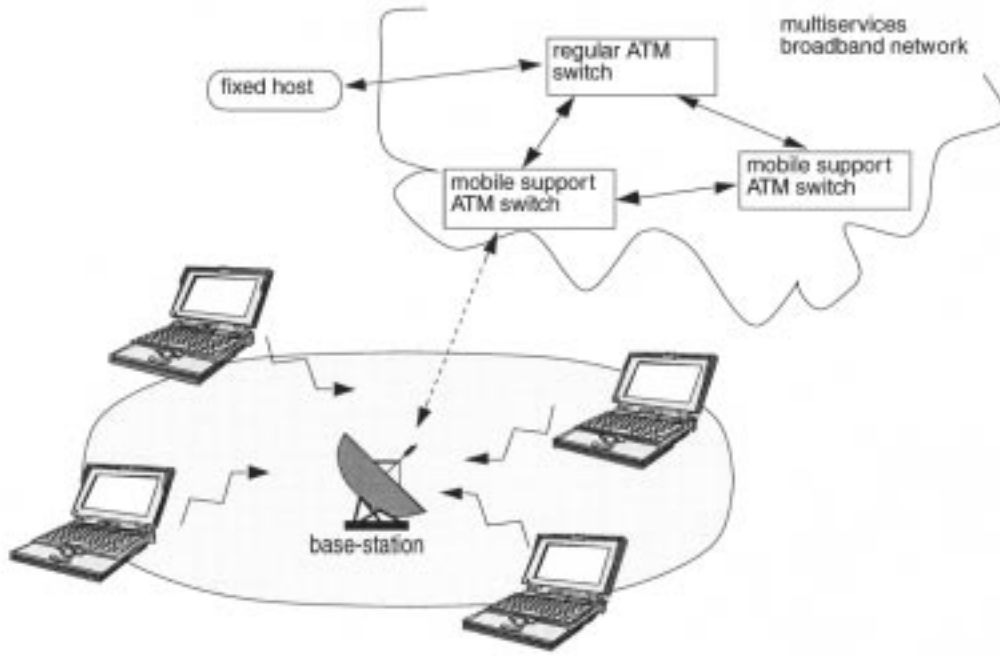 multiservices
broadband network
regular ATM
switch
fixed host
mobile support
ATM switch
mobile support
ATM switch
base-station